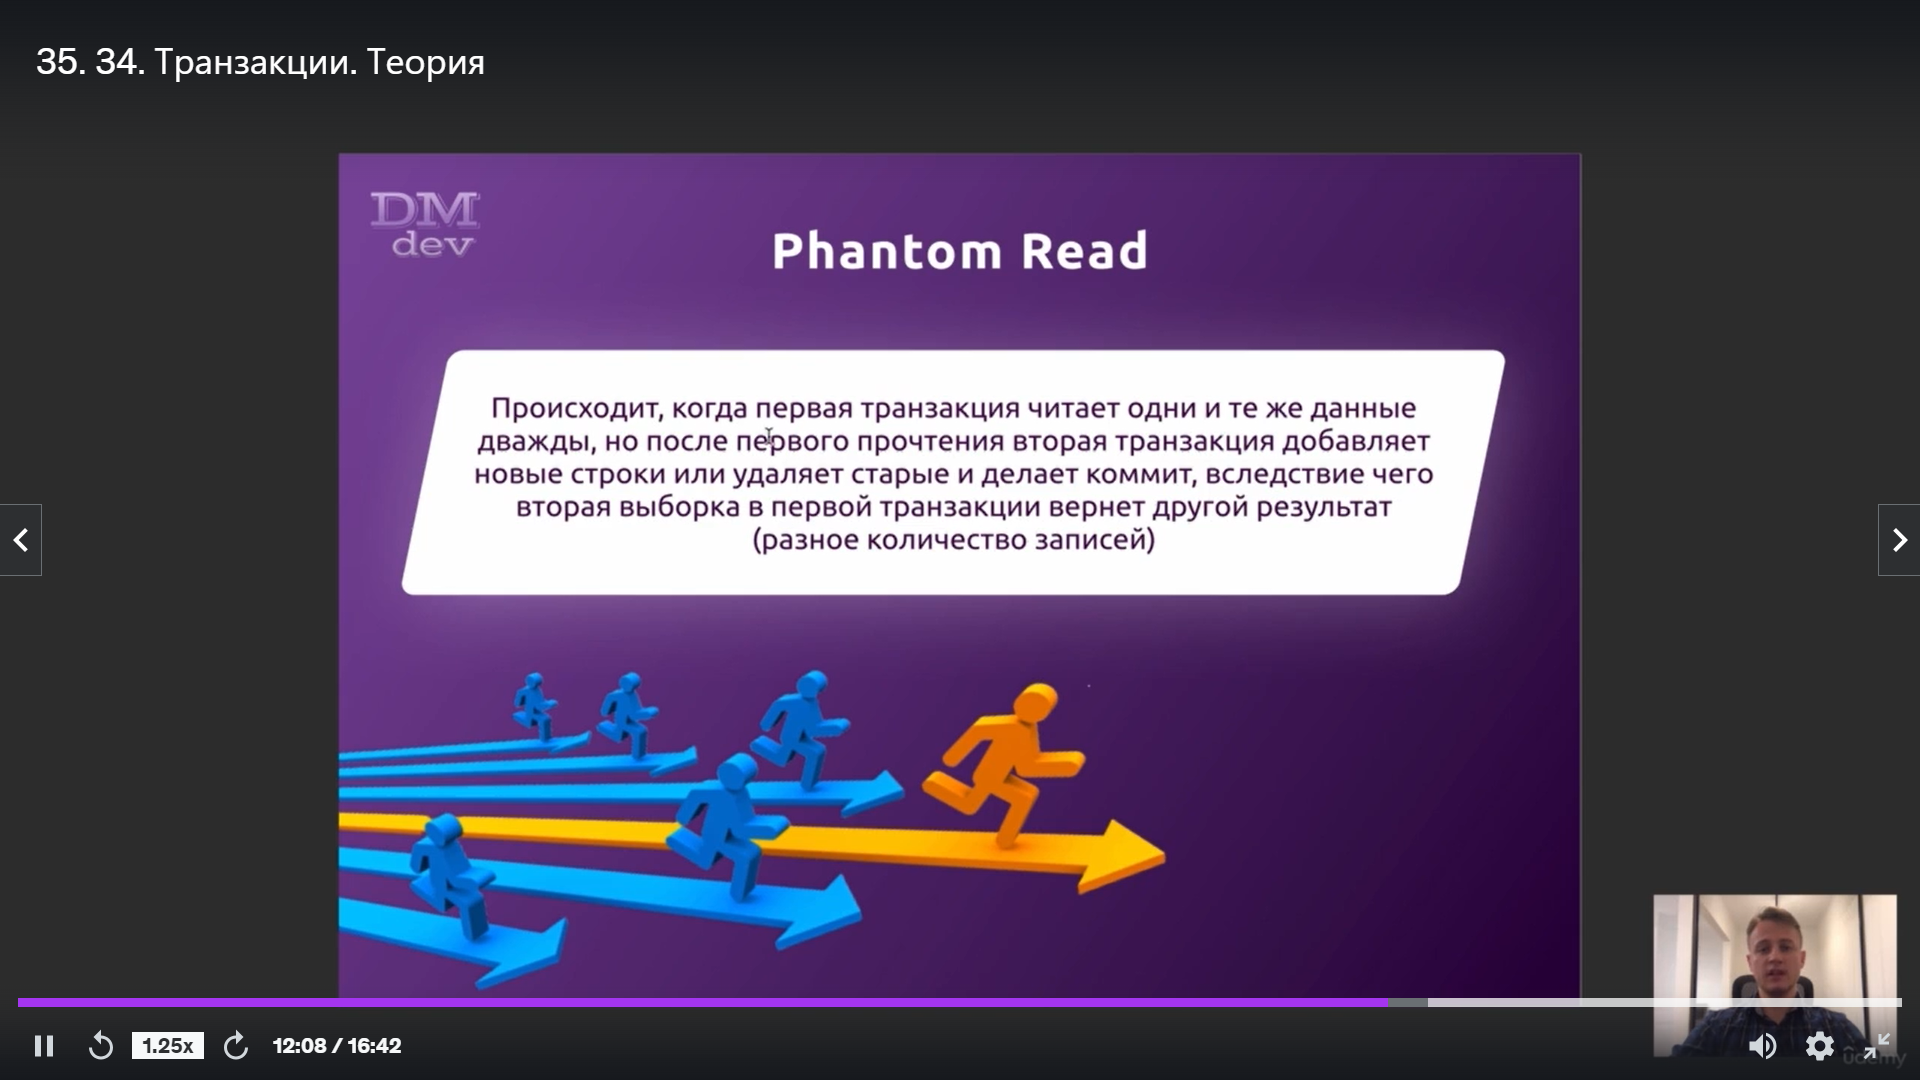 35. 34. Транзакции. Теория
DM
dev
Phantom Read
Происходит, когда первая транзакция читает одни и те же данные
дважды, но после первого прочтения вторая транзакция добавляет
новые строки или удаляет старые и делает коммит, вследствие чего
вторая выборка в первой транзакции вернет другой результат
(разное количество записей)
1.25x
12:08 / 16:42
ûdemy